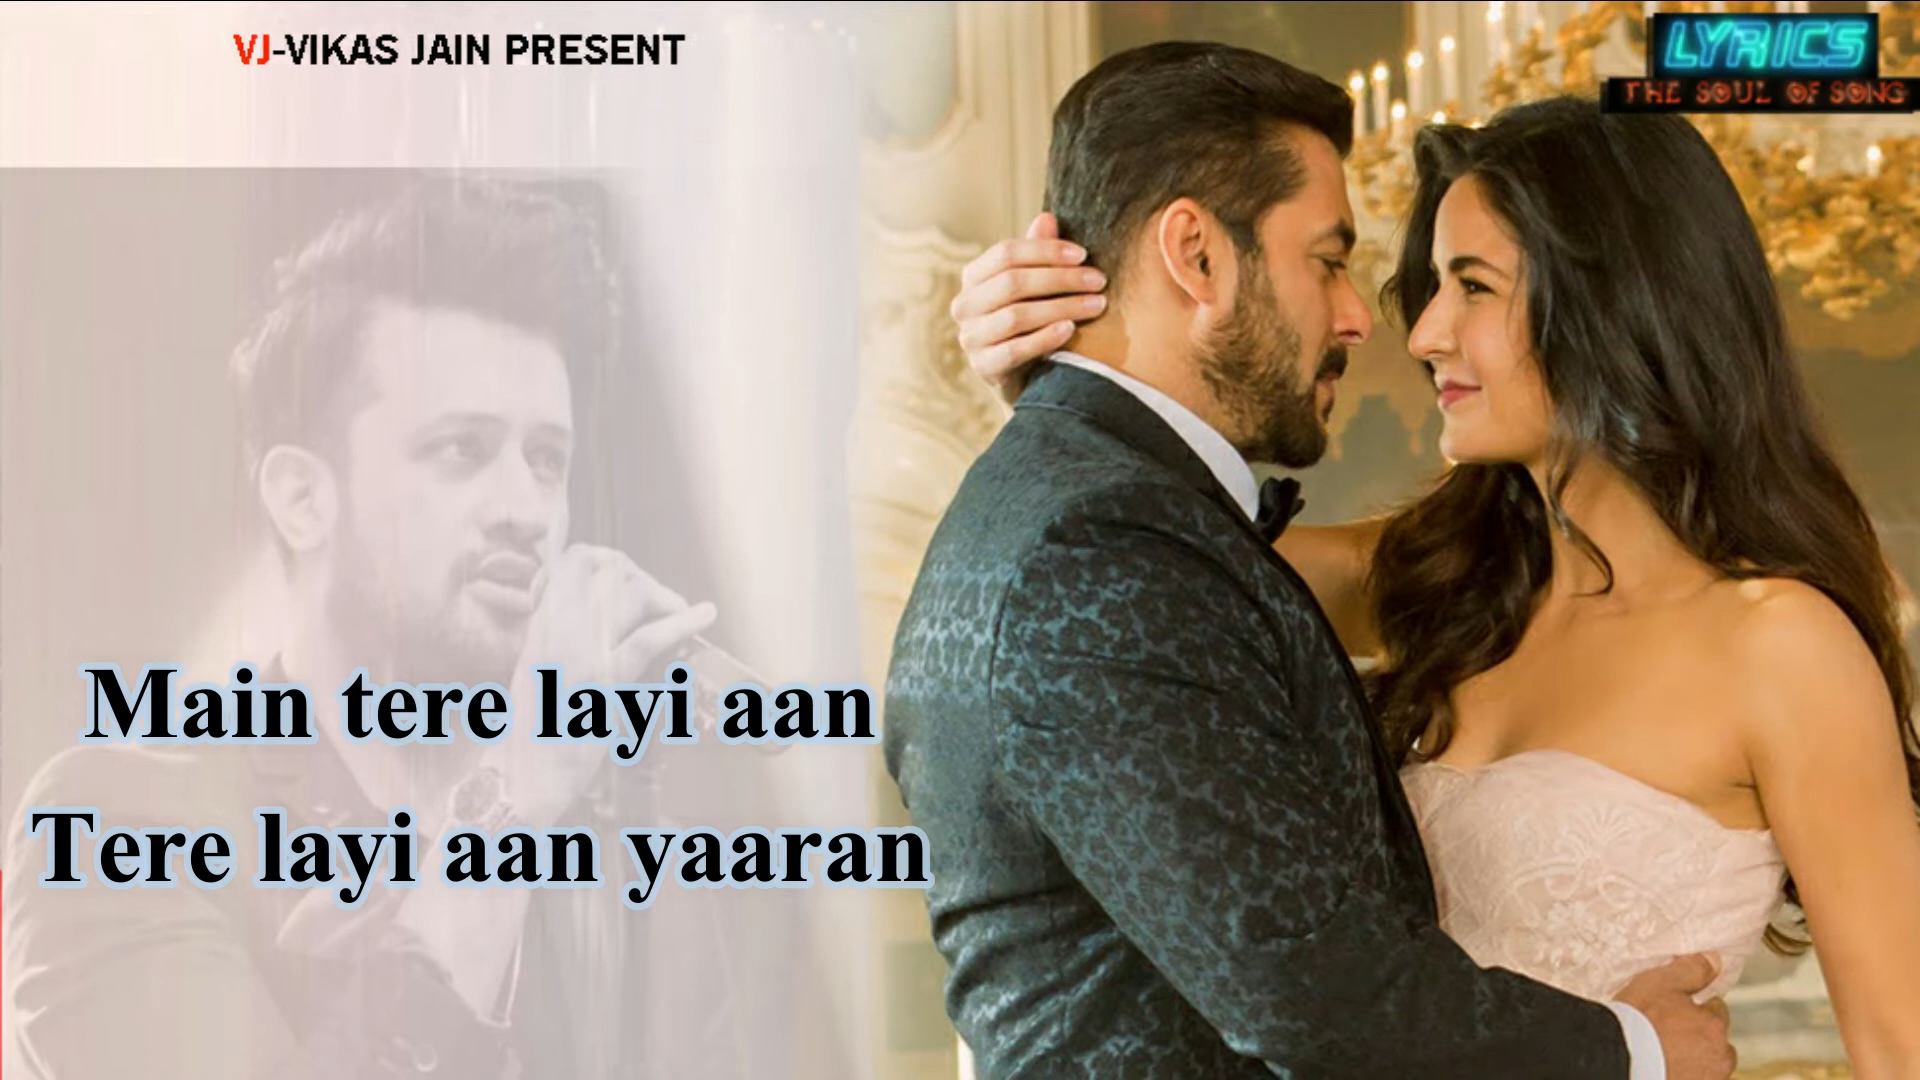 VJ-VIKAS JAIN PRESENT
LYRICS
THE SOUL OF SONG
Main tere layi aan
Tere layi aan yaaran